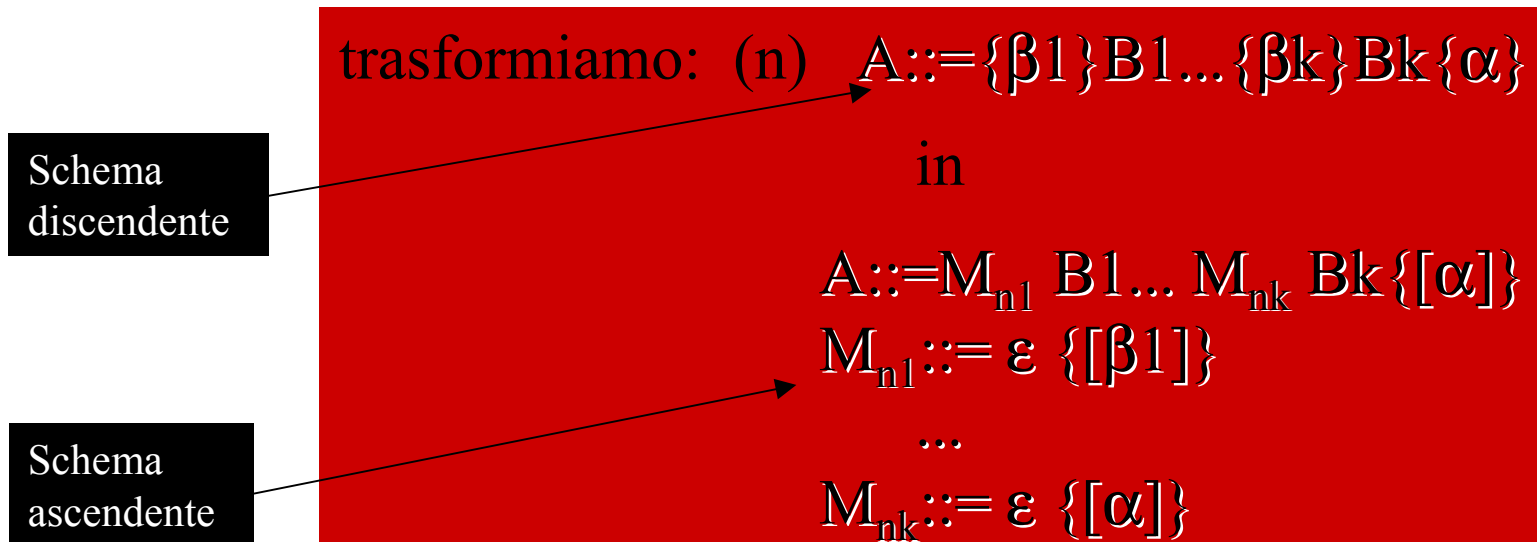 trasformiamo: (n) A::={β1}B1...{βk}Bk{α}
in
Schema
discendente
A::=Mn1 B1... Mnk Bk{[α]}
Mn1::= ε {[β1]}
...
Schema
ascendente
Mnk::= ε {[α]}